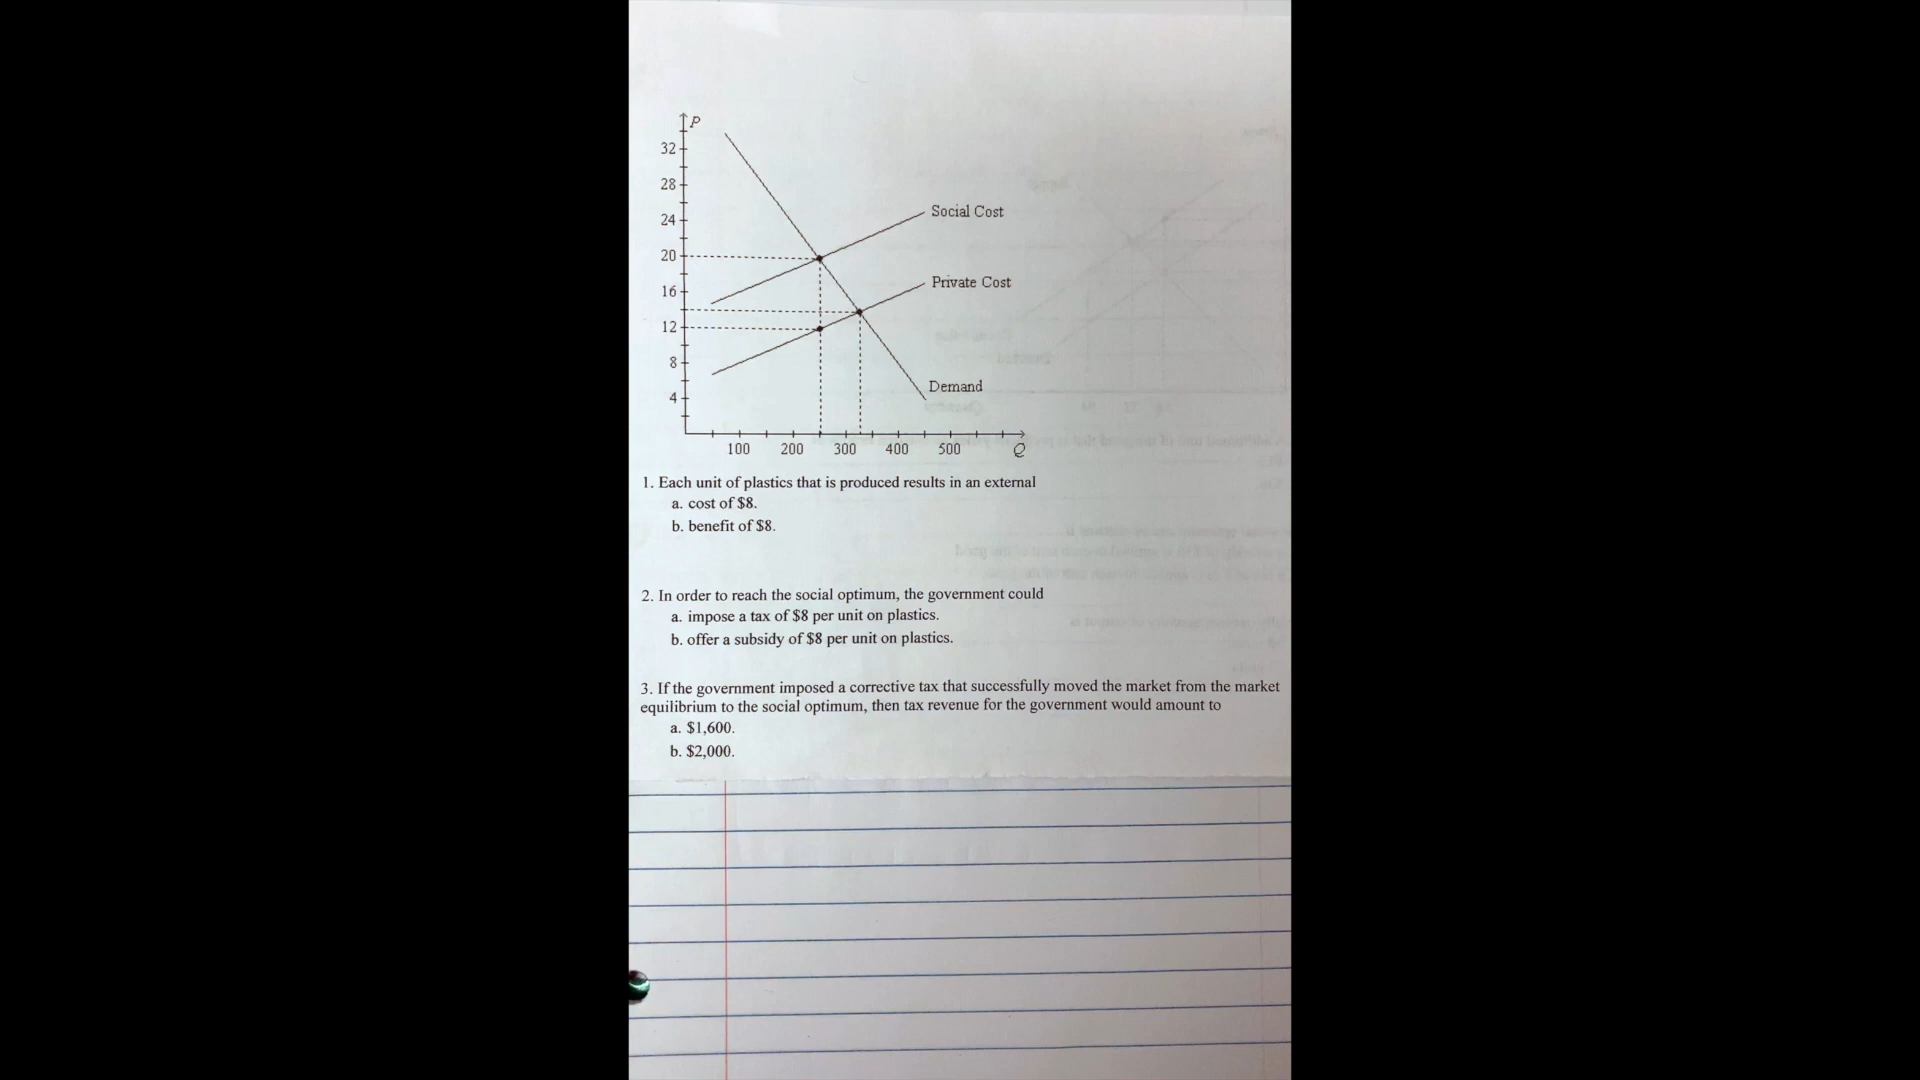 P
32
28
24
Social Cost
20
Private Cost
16
12
8
Demand
4
100 200 300 400 500 Q
1. Each unit of plastics that is produced results in an external
a. cost of $8.
b. benefit of $8.
2. In order to reach the social optimum, the government could
a. impose a tax of $8 per unit on plastics.
b. offer a subsidy of $8 per unit on plastics.
3. If the government imposed a corrective tax that successfully moved the market from the market
equilibrium to the social optimum, then tax revenue for the government would amount to
a. $1,600.
b. $2,000.